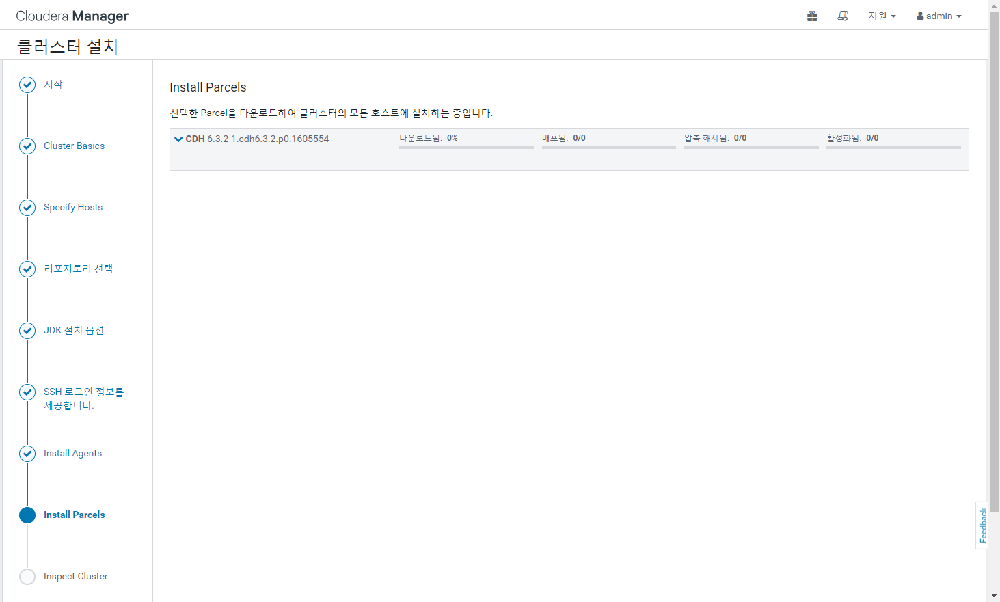 Cloudera Manager
지원
admin
클러스터 설치
시작
Cluster Basics
Specify Hosts
리포지토리 선택
JDK 설치 옵션
SSH 로그인 정보를
제공합니다.
Install Agents
Install Parcels
Inspect Cluster
Install Parcels
선택한 Parcel을 다운로드하여 클러스터의 모든 호스트에 설치하는 중입니다.
CDH 6.3.2-1.cdh6.3.2.p0.1605554 다운로드됨: 0% 배포됨: 0/0 압축 해제됨: 0/0 활성화됨: 0/0
Feedback